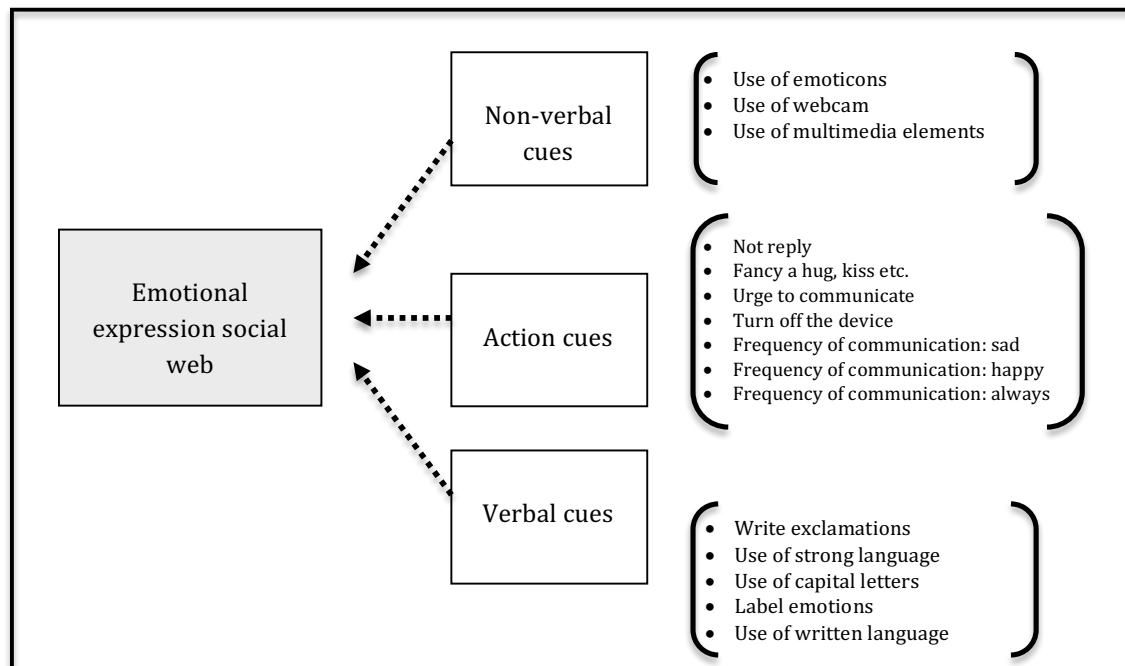 Non-verbal
cues
• Use of emoticons
• Use of webcam
• Use of multimedia elements
Emotional
expression social
web
Action cues
• Not reply
• Fancy a hug, kiss etc.
• Urge to communicate
• Turn off the device
• Frequency of communication: sad
• Frequency of communication: happy
• Frequency of communication: always
Verbal cues
• Write exclamations
• Use of strong language
• Use of capital letters
• Label emotions
• Use of written language